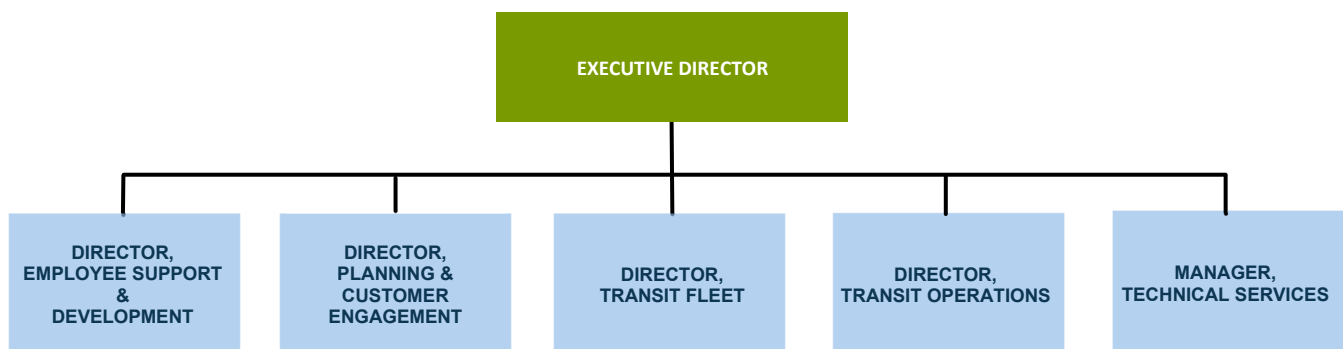 EXECUTIVE DIRECTOR
DIRECTOR,
EMPLOYEE SUPPORT
&
DEVELOPMENT
DIRECTOR,
PLANNING &
CUSTOMER
ENGAGEMENT
DIRECTOR,
TRANSIT FLEET
DIRECTOR,
TRANSIT OPERATIONS
MANAGER,
TECHNICAL SERVICES